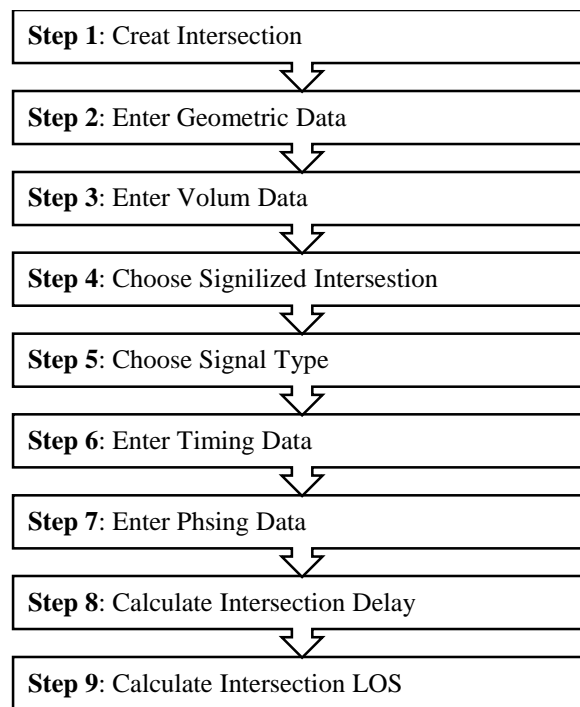 Step 1: Creat Intersection
Step 2: Enter Geometric Data
Step 3: Enter Volum Data
Step 4: Choose Signilized Intersestion
Step 5: Choose Signal Type
Step 6: Enter Timing Data
Step 7: Enter Phsing Data
Step 8: Calculate Intersection Delay
Step 9: Calculate Intersection LOS